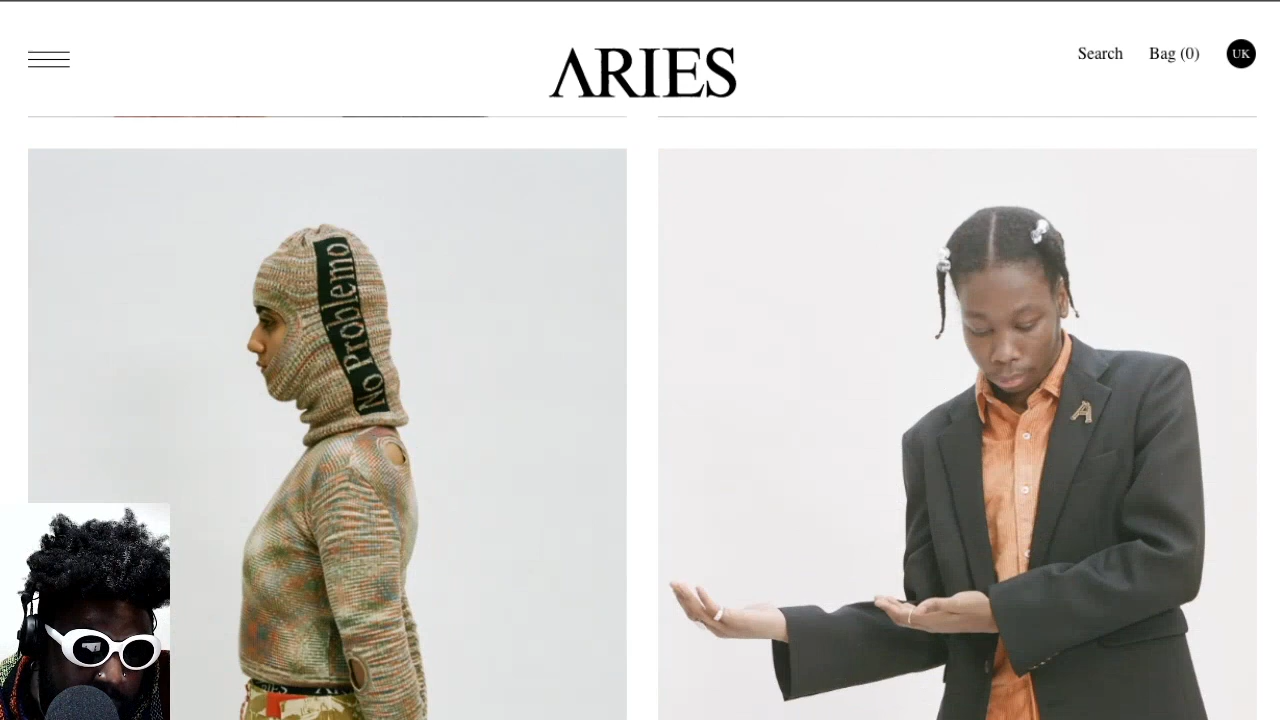 ARIES
Search
Bag (0)
UK
No Problemo
A